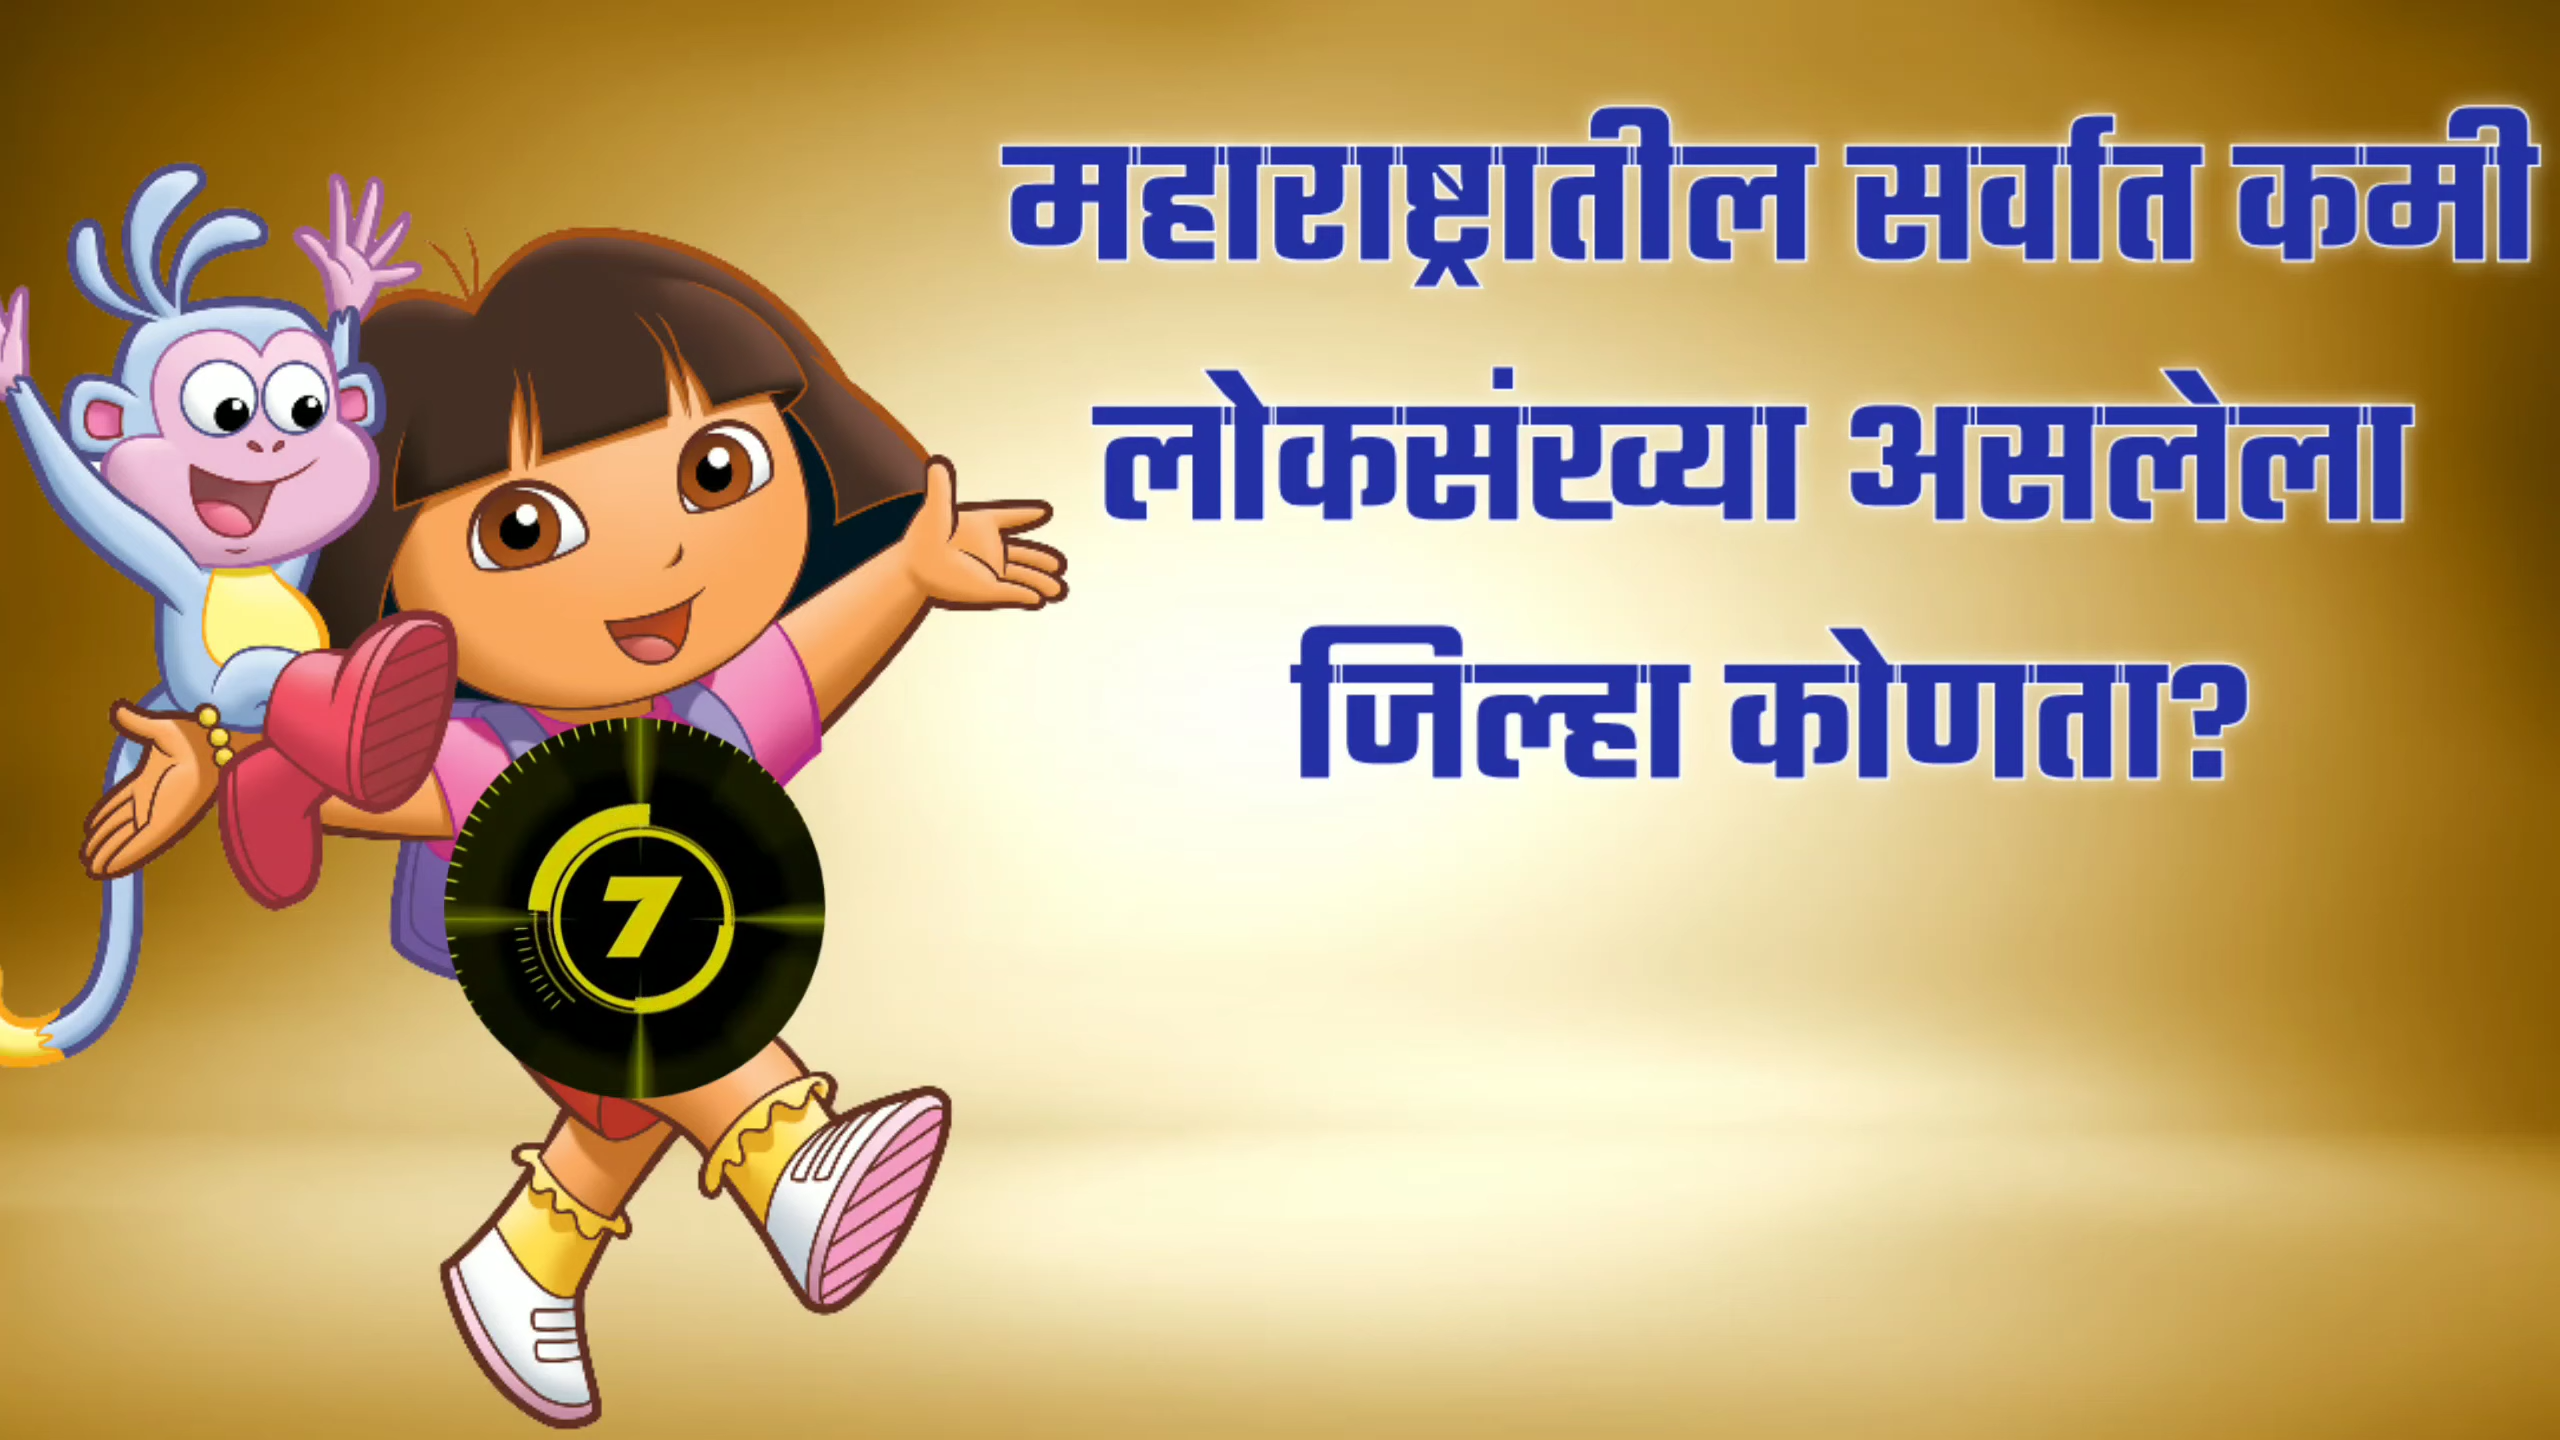 महाराष्ट्रातील सर्वात कमी
लोकसंख्या असलेला
जिल्हा कोणता?
7